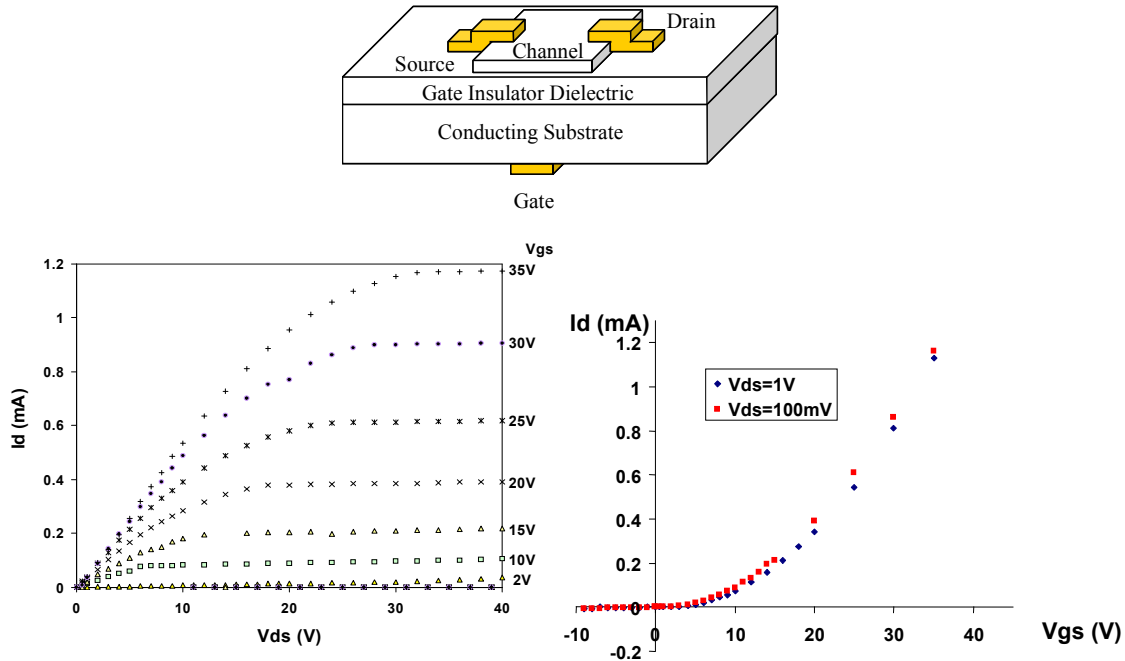 Drain
Channel
Source
Gate Insulator Dielectric
Conducting Substrate
Gate
Vgs
1.2
35V
1
30V
0.8
Id (mA)
0.6
25V
0.4
20V
0.2
15V
10V
2V
0
0
10
20
30
40
Vds (V)
Id (mA)
1.2
1
0.8
0.6
0.4
0.2
0
-0.2
Vds=1V
Vds=100mV
-10
0
10
20
30
40
Vgs (V)